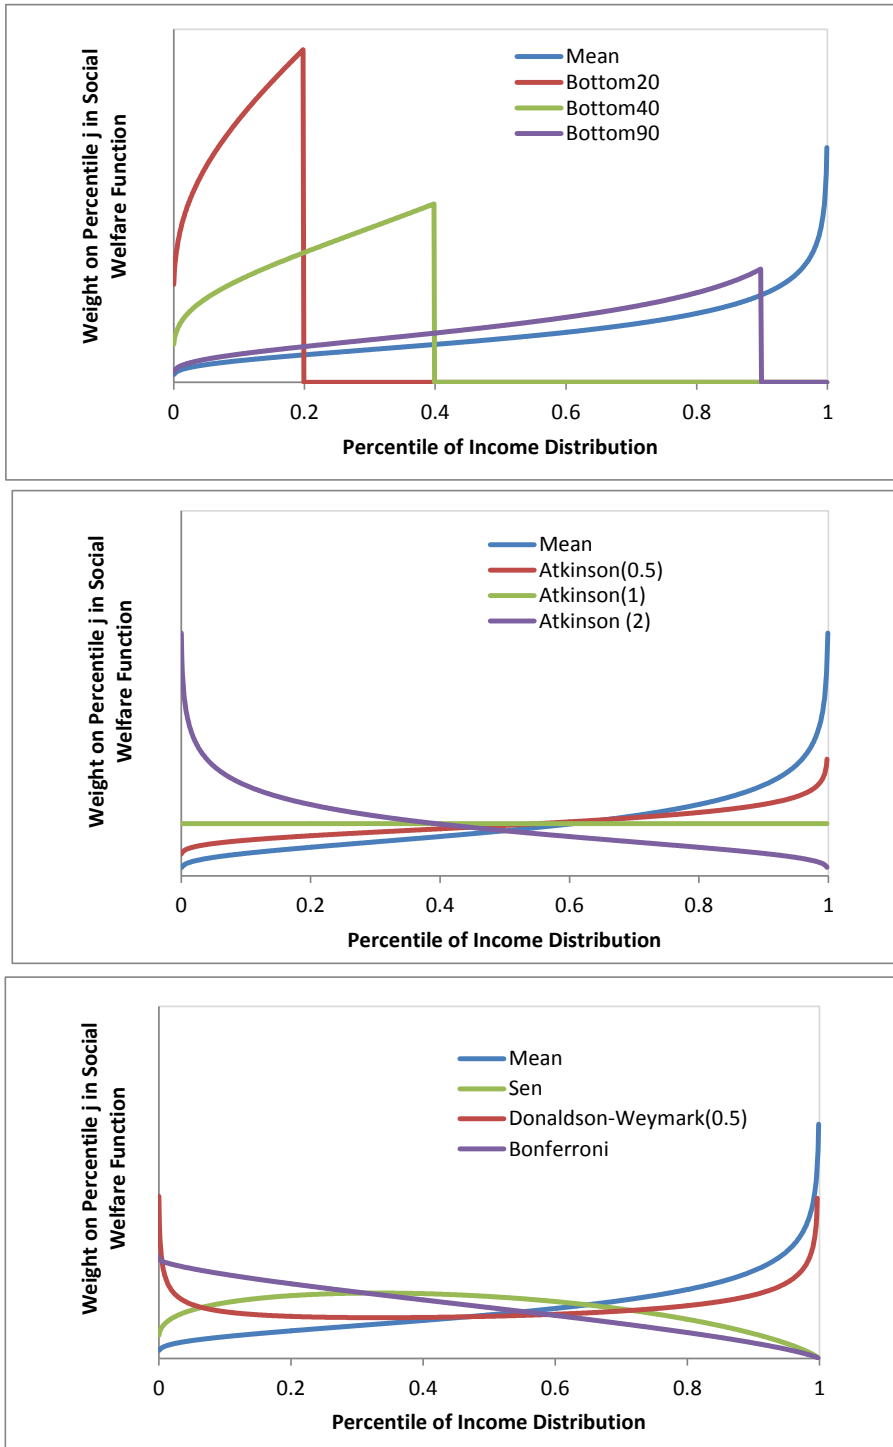 Weight on Percentile j in Social
Welfare Function
Mean
Bottom20
Bottom40
Bottom90
0
0.2
0.4
0.6
0.8
1
Percentile of Income Distribution
Weight on Percentile j in Social
Welfare Function
Mean
Atkinson(0.5)
Atkinson(1)
Atkinson (2)
0
0.2
0.4
0.6
0.8
1
Percentile of Income Distribution
Weight on Percentile j in Social
Welfare Function
Mean
Sen
Donaldson-Weymark(0.5)
Bonferroni
0
0.2
0.4
0.6
0.8
1
Percentile of Income Distribution